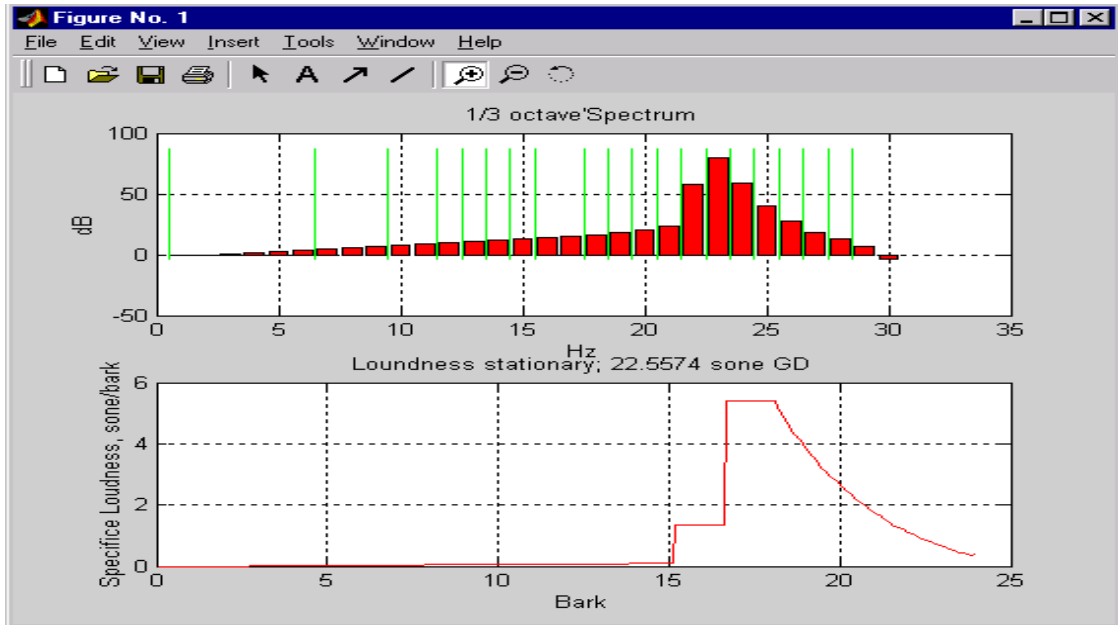 Figure No. 1
File Edit View Insert Tools Window Help
A
1/3 octave'Spectrum
100
50
0
-50
dB
0 5 10 15 20 25 30 35
Hz
Loundness stationary; 22.5574 sone GD
6
4
2
0
Specifice Loudness, sone/bark
0 5 10 15 20 25
Bark